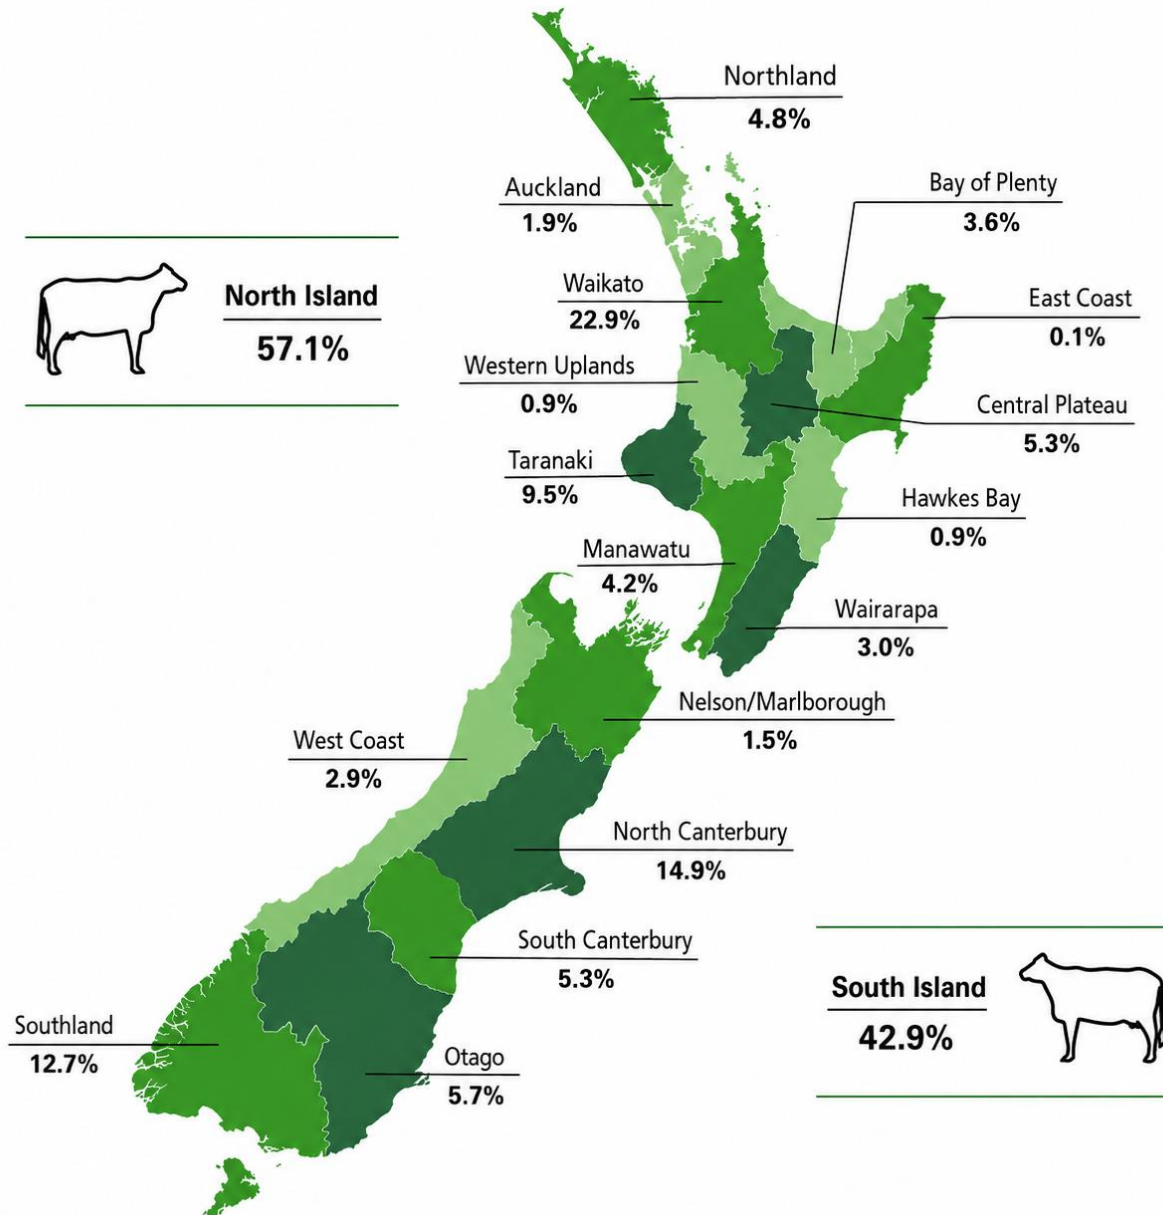 Northland
4.8%
Auckland
1.9%
Bay of Plenty
3.6%
Waikato
22.9%
East Coast
0.1%
North Island
57.1%
Western Uplands
0.9%
Central Plateau
5.3%
Taranaki
9.5%
Hawkes Bay
0.9%
Manawatu
4.2%
Wairarapa
3.0%
Nelson/Marlborough
1.5%
West Coast
2.9%
North Canterbury
14.9%
South Canterbury
5.3%
South Island
42.9%
Southland
12.7%
Otago
5.7%